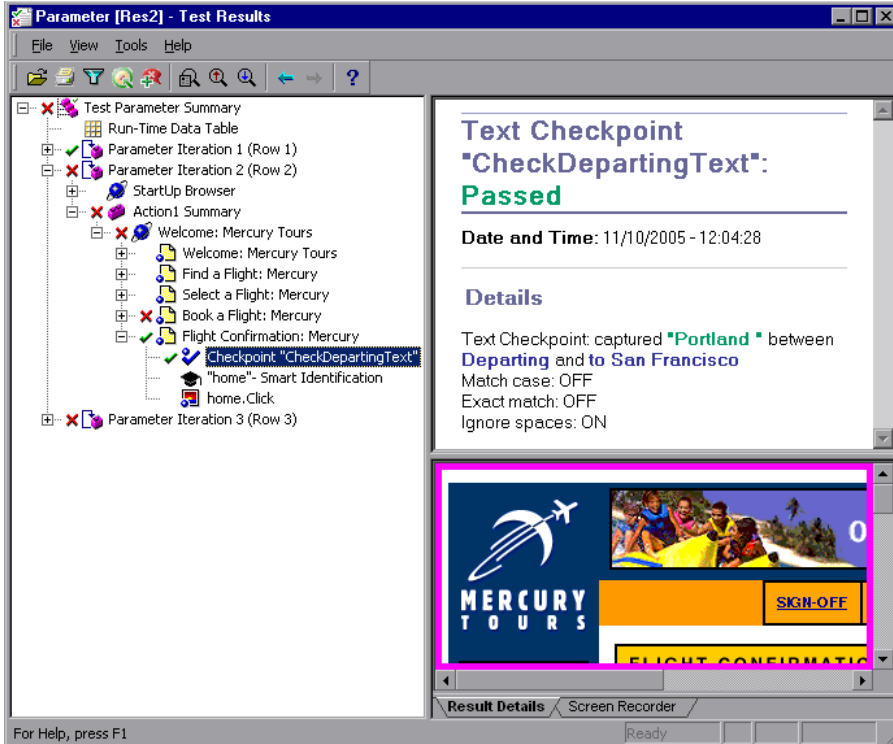 Parameter [Res2] - Test Results
File View Tools Help
Test Parameter Summary
Run-Time Data Table
Parameter Iteration 1 (Row 1)
Parameter Iteration 2 (Row 2)
StartUp Browser
Action1 Summary
Welcome: Mercury Tours
Welcome: Mercury Tours
Find a Flight: Mercury
Select a Flight: Mercury
Book a Flight: Mercury
Flight Confirmation: Mercury
Checkpoint "CheckDepartingText"
"home"- Smart Identification
home.Click
Parameter Iteration 3 (Row 3)
Text Checkpoint
"CheckDepartingText":
Passed
Date and Time: 11/10/2005 - 12:04:28
Details
Text Checkpoint: captured "Portland " between
Departing and to San Francisco
Match case: OFF
Exact match: OFF
Ignore spaces: ON
MERCURY
TOURS
SIGN-OFF
FLIGHT CONFIRMATIO
Result Details Screen Recorder
For Help, press F1
Ready